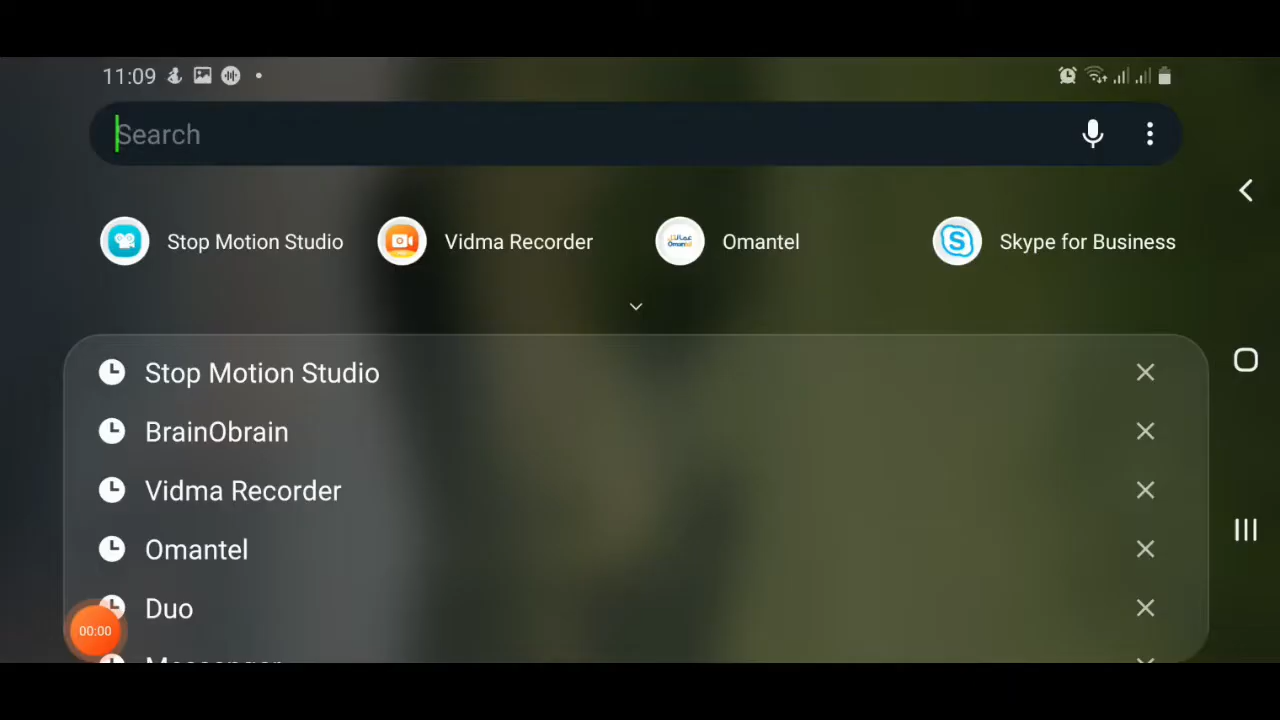 11:09
Search
Stop Motion Studio
Vidma Recorder
Omantel
Skype for Business
Stop Motion Studio
BrainObrain
Vidma Recorder
Omantel
Duo
00:00
Messenger